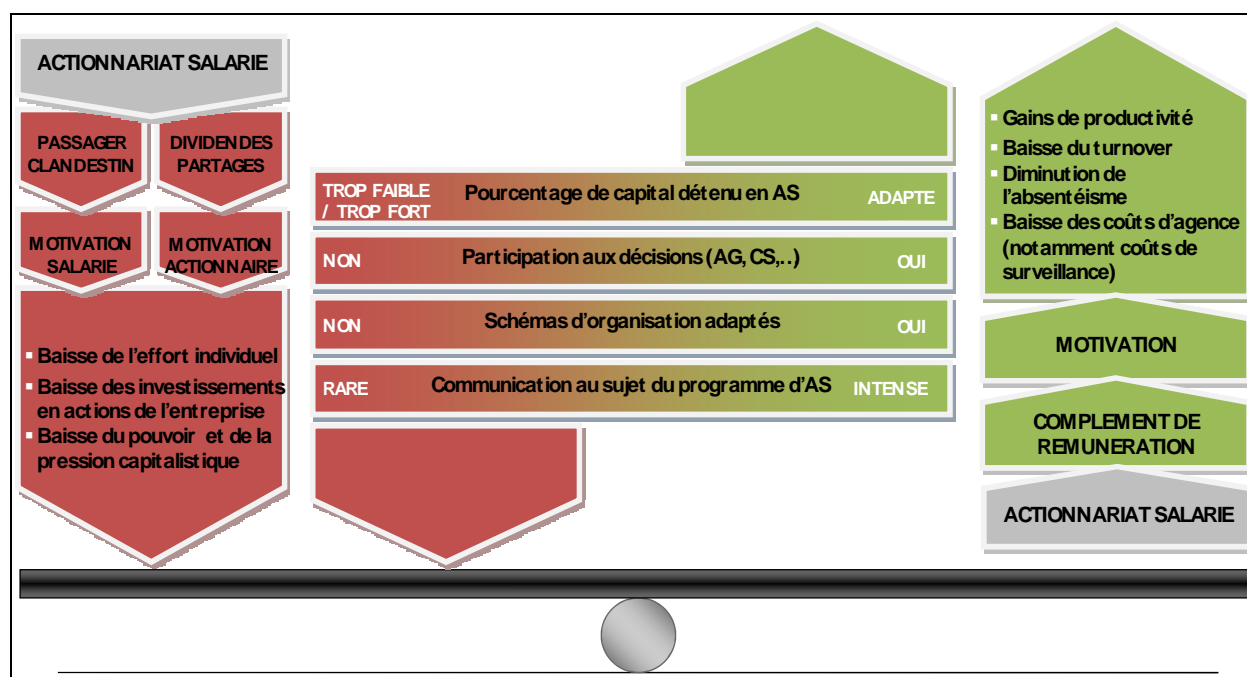 ACTIONNARIAT SALARIE
PASSAGER
CLANDESTIN
DIVIDENDES
PARTAGES
MOTIVATION
SALARIE
MOTIVATION
ACTIONNAIRE
▪ Baisse de l'effort individuel
▪ Baisse des investissements
en actions de l'entreprise
▪ Baisse du pouvoir et de la
pression capitalistique
TROP FAIBLE
/ TROP FORT
Pourcentage de capital détenu en AS
ADAPTE
NON
Participation aux décisions (AG, CS,..)
OUI
NON
Schémas d'organisation adaptés
OUI
RARE
Communication au sujet du programme d'AS
INTENSE
▪ Gains de productivité
▪ Baisse du turnover
▪ Diminution de
l'absentéisme
▪ Baisse des coûts d'agence
(notamment coûts de
surveillance)
MOTIVATION
COMPLEMENT DE
REMUNERATION
ACTIONNARIAT SALARIE